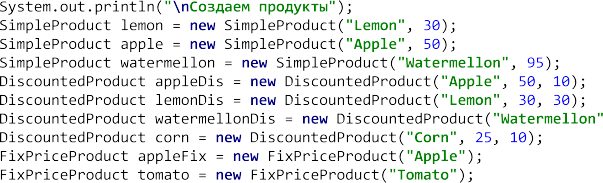 System.out.println("\nСоздаем продукты");
SimpleProduct lemon = new SimpleProduct("Lemon", 30);
SimpleProduct apple = new SimpleProduct("Apple", 50);
SimpleProduct watermellon = new SimpleProduct("Watermellon", 95);
DiscountedProduct appleDis = new DiscountedProduct("Apple", 50, 10);
DiscountedProduct lemonDis = new DiscountedProduct("Lemon", 30, 30);
DiscountedProduct watermellonDis = new DiscountedProduct("Watermellon"
DiscountedProduct corn = new DiscountedProduct("Corn", 25, 10);
FixPriceProduct appleFix = new FixPriceProduct("Apple");
FixPriceProduct tomato = new FixPriceProduct("Tomato");